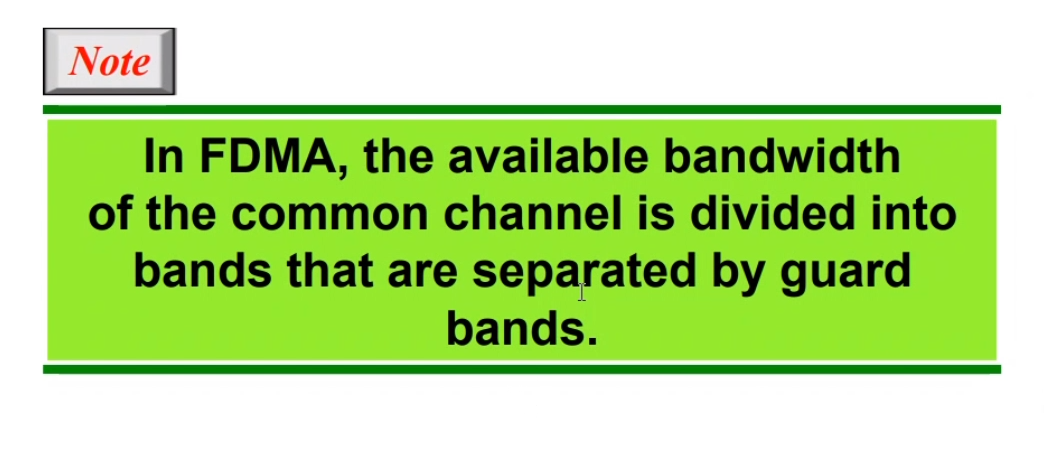 Note
In FDMA, the available bandwidth
of the common channel is divided into
bands that are separated by guard
bands.